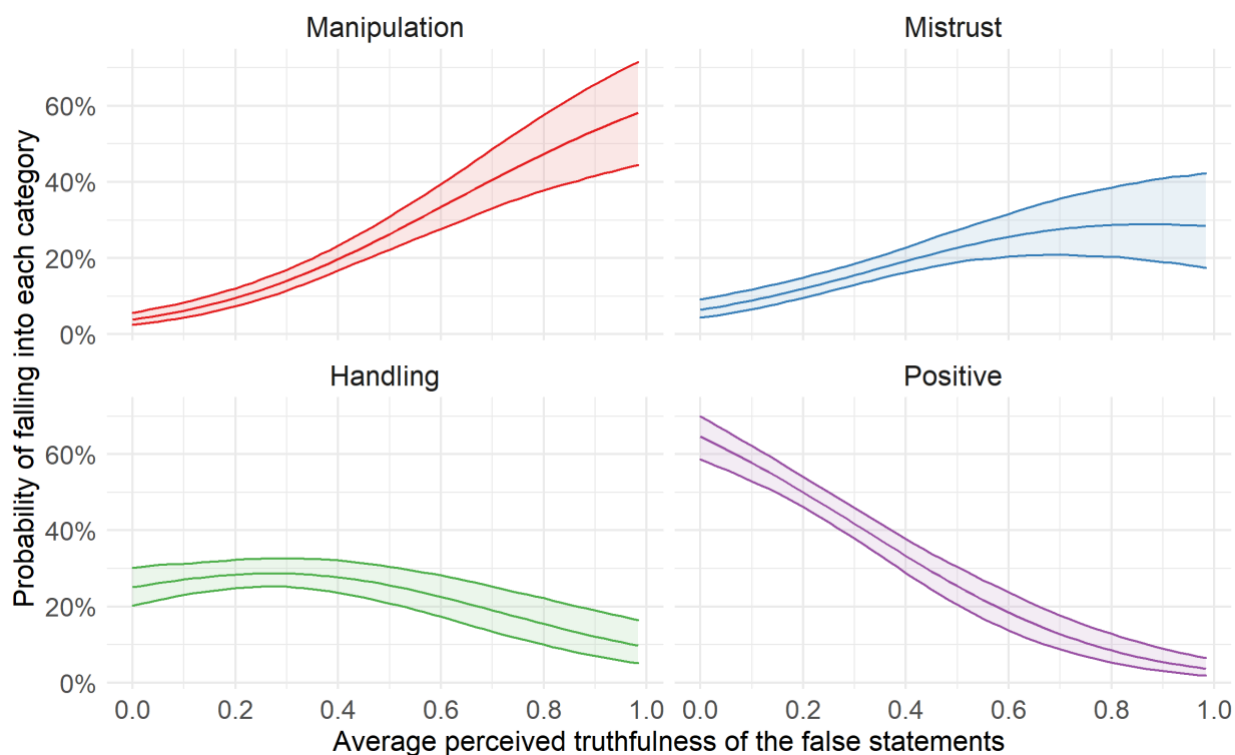 Manipulation
Mistrust
60%
40%
20%
0%
Handling
Positive
60%
40%
20%
0%
0.0 0.2 0.4 0.6 0.8 1.0
0.0 0.2 0.4 0.6 0.8 1.0
Probability of falling into each category
Average perceived truthfulness of the false statements